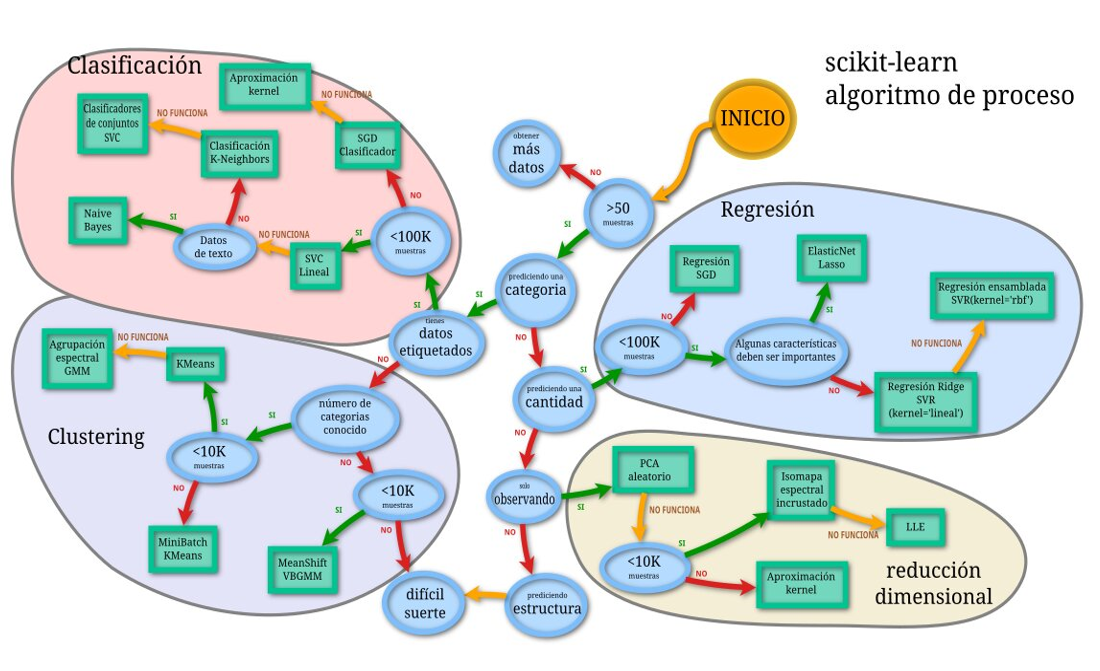 scikit-learn
algoritmo de proceso
INICIO
>50
muestras
NO
obtener
más
datos
SI
prediciendo una
categoria
SI
NO
tienes
datos
etiquetados
SI
NO
Clasificación
<100K
muestras
NO
SGD
Clasificador
NO FUNCIONA
Aproximación
kernel
SI
SVC
Lineal
NO FUNCIONA
Datos
de texto
SI
Naive
Bayes
NO
Clasificación
K-Neighbors
NO FUNCIONA
Clasificadores
de conjuntos
SVC
Clustering
número de
categorias
conocido
SI
<10K
muestras
SI
KMeans
NO FUNCIONA
Agrupación
espectral
GMM
NO
MiniBatch
KMeans
NO
<10K
muestras
SI
MeanShift
VBGMM
NO
difícil
suerte
prediciendo una
cantidad
SI
NO
Regresión
<100K
muestras
NO
Regresión
SGD
SI
Algunas características
deben ser importantes
SI
ElasticNet
Lasso
NO
Regresión Ridge
SVR
(kernel='lineal')
NO FUNCIONA
Regresión ensamblada
SVR(kernel='rbf')
solo
observando
SI
NO
PCA
aleatorio
NO FUNCIONA
<10K
muestras
SI
Isomapa
espectral
incrustado
NO FUNCIONA
LLE
NO
Aproximación
kernel
reducción
dimensional
prediciendo
estructura